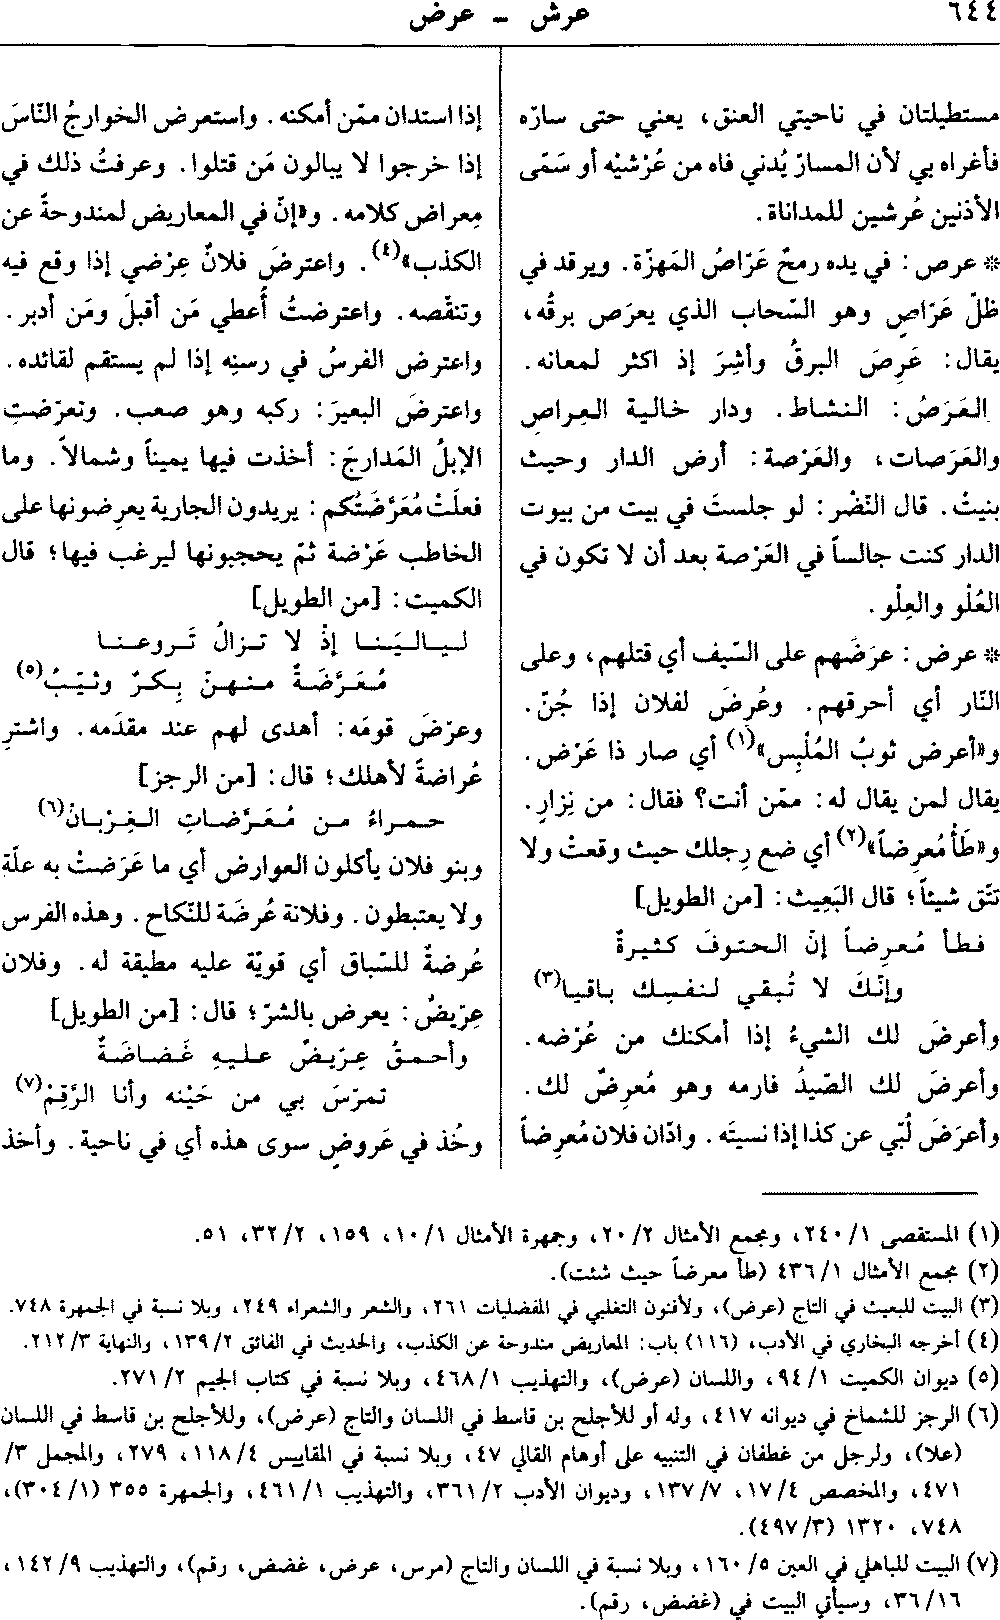 ٦٤٤
عرش - عرض
مستطيلتان في ناحيتي العنق، يعني حتى سارّه
فأغراه بي لأن المسارّ يُدني فاه من عُرْشيْه أو سَمّى
الأذنين عُرشين للمداناة.
* عرص: في يده رمحٌ عَرّاصُ المَهزّة. ويرقد في
ظلّ عَرّاصٍ وهو السّحاب الذي يعرَص برقُه،
يقال: عَرِصَ البرقُ وأشِرَ إذ اكثر لمعانه.
العَرَصُ: النشاط. ودار خالية العِراصِ
والعَرَصات، والعَرْصة: أرض الدار وحيث
بنيتْ. قال النّضْر: لو جلستَ في بيت من بيوت
الدار كنت جالساً في العَرْصة بعد أن لا تكون في
العُلْو والعِلْو.
* عرض: عرَضَهم على السّيف أي قتلهم، وعلى
النّار أي أحرقهم. وعُرِضَ لفلان إذا جُنّ.
و«أعرض ثوبُ المُلْبِس»(١) أي صار ذا عَرْض.
يقال لمن يقال له: ممّن أنت؟ فقال: من نِزارٍ.
و«طَأْ مُعرِضاً»(٢) أي ضع رِجلك حيث وقعتْ ولا
تتَّق شيئاً؛ قال البَعِيث: [من الطويل]
فطأ مُعرِضاً إنّ الحتوفَ كثيرةٌ
وإنّكَ لا تُبقي لنفسِك باقيا(٣)
وأعرضَ لك الشيءُ إذا أمكنك من عُرْضه.
وأعرضَ لك الصّيدُ فارمه وهو مُعرِضٌ لك.
وأعرَضَ لُبّي عن كذا إذا نسيتَه. وادّان فلان مُعرِضاً
إذا استدان ممّن أمكنه. واستعرض الخوارجُ النّاسَ
إذا خرجوا لا يبالون مَن قتلوا. وعرفتُ ذلك في
مِعراض كلامه. و«إنّ في المعاريض لمندوحةً عن
الكذب»(٤). واعترضَ فلانٌ عِرْضي إذا وقع فيه
وتنقّصه. واعترضتُ أُعطي مَن أقبلَ ومَن أدبر.
واعترض الفرسُ في رسنِه إذا لم يستقم لقائده.
واعترضَ البعيرَ: ركبه وهو صعب. وتعرّضتِ
الإبلُ المَدارجَ: أخذت فيها يميناً وشمالاً. وما
فعلَتْ مُعَرَّضَتُكم: يريدون الجارية يعرِضونها على
الخاطب عَرْضة ثمّ يحجبونها ليرغب فيها؛ قال
الكميت: [من الطويل]
ليالِيَنا إذْ لا تزالُ تَروعنا
مُعَرَّضَةٌ منهنّ بِكرٌ وثيّبُ(٥)
وعرّضَ قومَه: أهدى لهم عند مقدَمه. واشترِ
عُراضةً لأهلك؛ قال: [من الرجز]
حمراءُ من مُعَرَّضاتِ الغِرْبانْ(٦)
وبنو فلان يأكلون العوارض أي ما عَرَضتْ به علّة
ولا يعتبطون. وفلانة عُرضَة للنّكاح. وهذه الفرس
عُرضةٌ للسّباق أي قويّة عليه مطيقة له. وفلان
عِرّيضٌ: يعرض بالشرّ؛ قال: [من الطويل]
وأحمقُ عِرّيضٌ عليهِ غَضاضَةٌ
تمرّسَ بي من حَيْنه وأنا الرَّقِمْ(٧)
وخُذ في عَروضٍ سوى هذه أي في ناحية. وأخذ
(١) المستقصى ٢٤٠/١، ومجمع الأمثال ٢٠/٢، وجمهرة الأمثال ١٠/١، ١٥٩، ٣٢/٢، ٥١.
(٢) مجمع الأمثال ٤٣٦/١ (طأ معرضاً حيث شئت).
(٣) البيت للبعيث في التاج (عرض)، ولأفنون التغلبي في المفضليات ٢٦١، والشعر والشعراء ٢٤٩، وبلا نسبة في الجمهرة ٧٤٨.
(٤) أخرجه البخاري في الأدب، (١١٦) باب: المعاريض مندوحة عن الكذب، والحديث في الفائق ١٣٩/٢، والنهاية ٢١٢/٣.
(٥) ديوان الكميت ٩٤/١، واللسان (عرض)، والتهذيب ٤٦٨/١، وبلا نسبة في كتاب الجيم ٢٧١/٢.
(٦) الرجز للشماخ في ديوانه ٤١٧، وله أو للأجلح بن قاسط في اللسان والتاج (عرض)، وللأجلح بن قاسط في اللسان
(علا)، ولرجل من غطفان في التنبيه على أوهام القالي ٤٧، وبلا نسبة في المقاييس ١١٨/٤، ٢٧٩، والمجمل ٣/
٤٧١، والمخصص ١٧/٤، ١٣٧/٧، وديوان الأدب ٣٦١/٢، والتهذيب ٤٦١/١، والجمهرة ٣٥٥ (٣٠٤/١)،
٧٤٨، ١٣٢٠ (٤٩٧/٣).
(٧) البيت للباهلي في العين ١٦٠/٥، وبلا نسبة في اللسان والتاج (مرس، عرض، غضض، رقم)، والتهذيب ١٤٢/٩،
٣٦/١٦، وسيأتي البيت في (غضض، رقم).